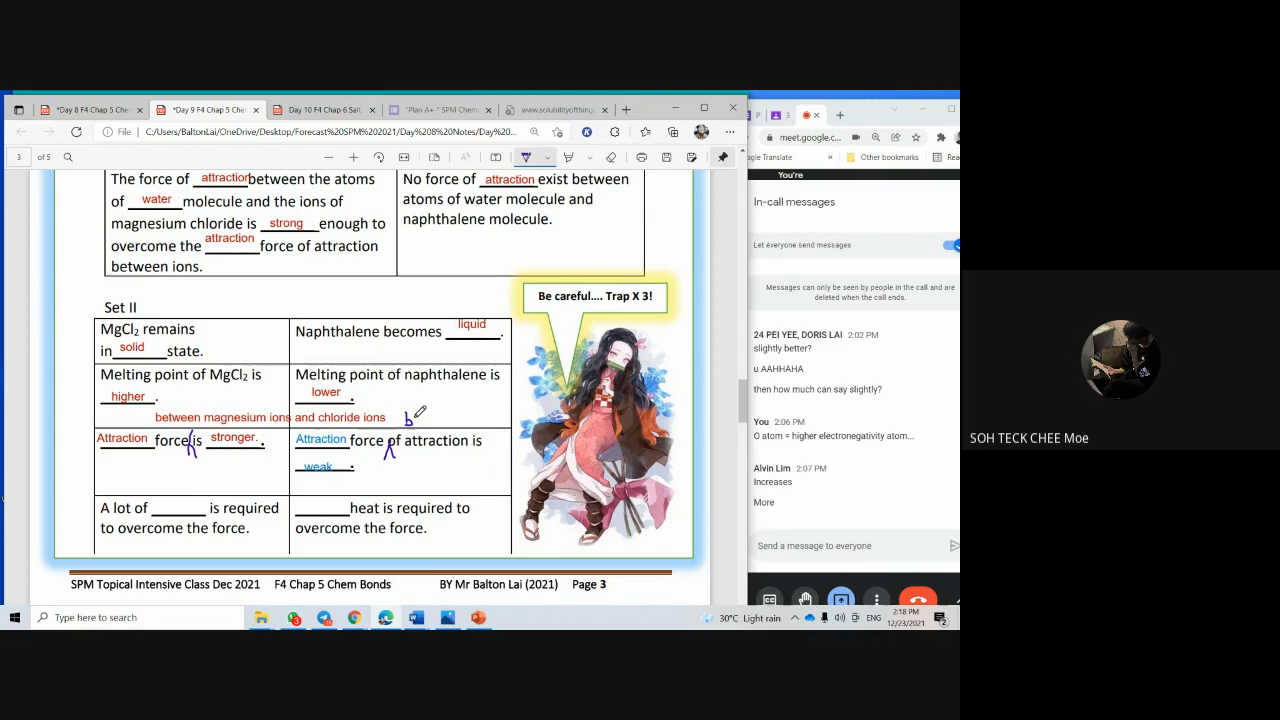 *Day 8 F4 Chap 5 Che
*Day 9 F4 Chap 5 Che
Day 10 F4 Chap 6 Salt
"Plan A+ " SPM Chem
www.solubilityofthing
File
C:/Users/BaltonLai/OneDrive/Desktop/Forecast%20SPM%202021/Day%208%20Notes/Day%...
3 of 5
The force of attraction between the atoms
of water molecule and the ions of
magnesium chloride is strong enough to
overcome the attraction force of attraction
between ions.
No force of attraction exist between
atoms of water molecule and
naphthalene molecule.
Be careful.... Trap X 3!
Set II
MgCl₂ remains
in solid state.
Naphthalene becomes liquid .
Melting point of MgCl₂ is
higher .
Melting point of naphthalene is
lower .
between magnesium ions and chloride ions
b
Attraction force is stronger. .
Attraction force of attraction is
weak .
A lot of ______ is required
to overcome the force.
______ heat is required to
overcome the force.
SPM Topical Intensive Class Dec 2021 F4 Chap 5 Chem Bonds BY Mr Balton Lai (2021) Page 3
3
meet.google.c...
gle Translate
»
Other bookmarks
Rea
You're
In-call messages
Let everyone send messages
Messages can only be seen by people in the call and are
deleted when the call ends.
24 PEI YEE, DORIS LAI 2:02 PM
slightly better?
u AAHHAHA
then how much can say slightly?
You 2:06 PM
O atom = higher electronegativity atom...
Alvin Lim 2:07 PM
Increases
More
Send a message to everyone
SOH TECK CHEE Moe
Type here to search
30°C Light rain
ENG
2:18 PM
12/23/2021
2